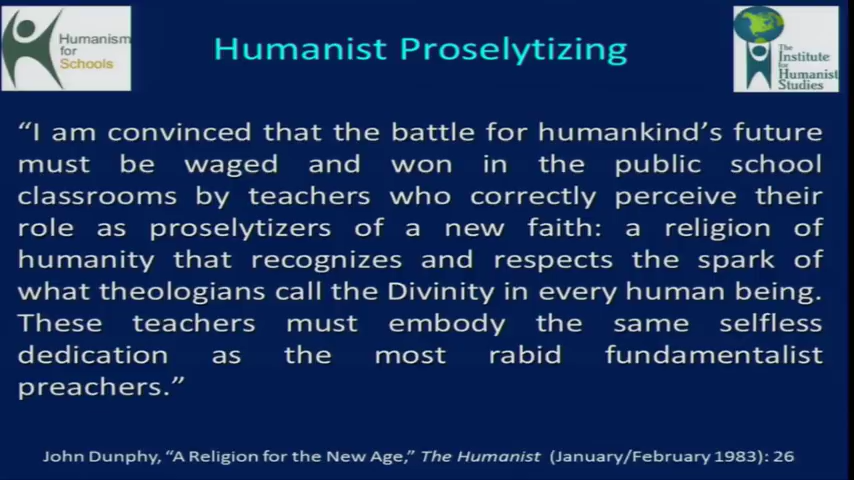 Humanism
for
Schools
Humanist Proselytizing
The
Institute
for
Humanist
Studies
“I am convinced that the battle for humankind’s future
must be waged and won in the public school
classrooms by teachers who correctly perceive their
role as proselytizers of a new faith: a religion of
humanity that recognizes and respects the spark of
what theologians call the Divinity in every human being.
These teachers must embody the same selfless
dedication as the most rabid fundamentalist
preachers.”
John Dunphy, “A Religion for the New Age,” The Humanist (January/February 1983): 26